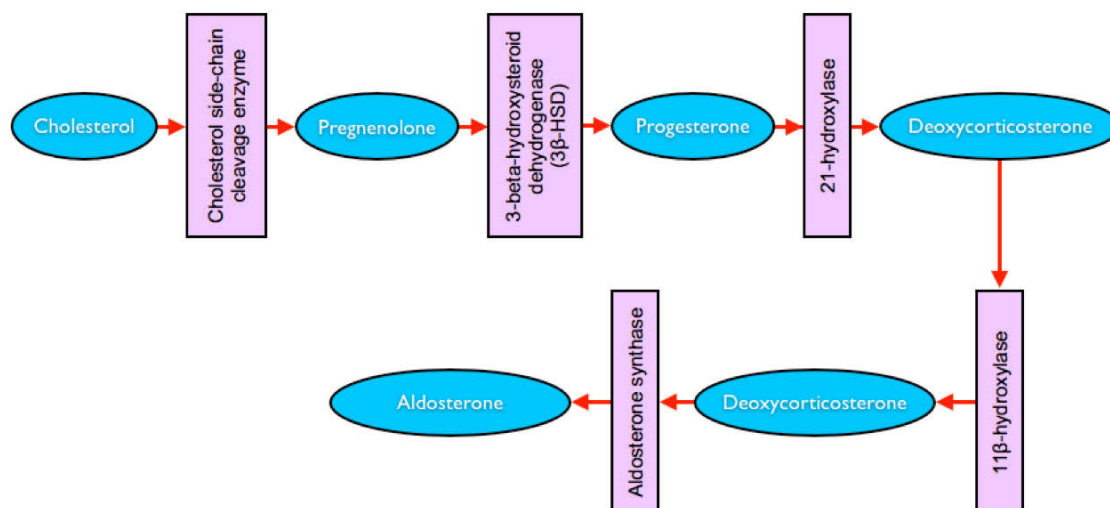 Cholesterol
Cholesterol side-chain
cleavage enzyme
Pregnenolone
3-beta-hydroxysteroid
dehydrogenase
(3β-HSD)
Progesterone
21-hydroxylase
Deoxycorticosterone
11β-hydroxylase
Deoxycorticosterone
Aldosterone synthase
Aldosterone